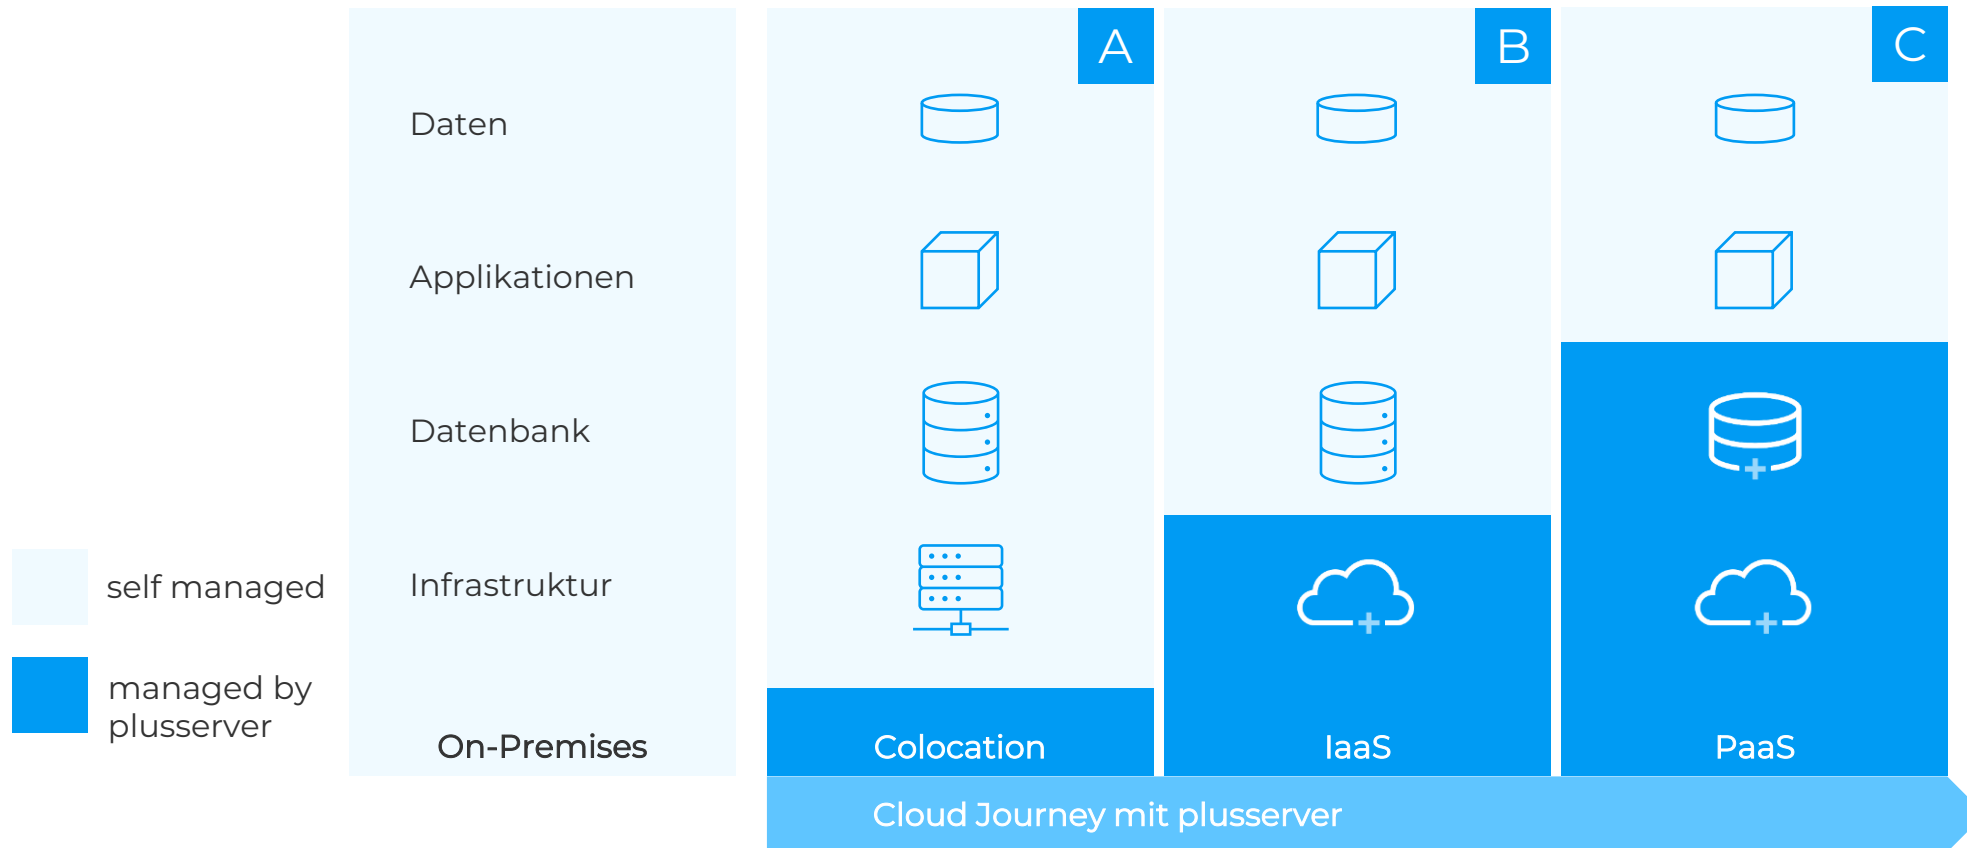 A
B
C
Daten
Applikationen
Datenbank
Infrastruktur
self managed
managed by
plusserver
On-Premises
Colocation
IaaS
PaaS
Cloud Journey mit plusserver